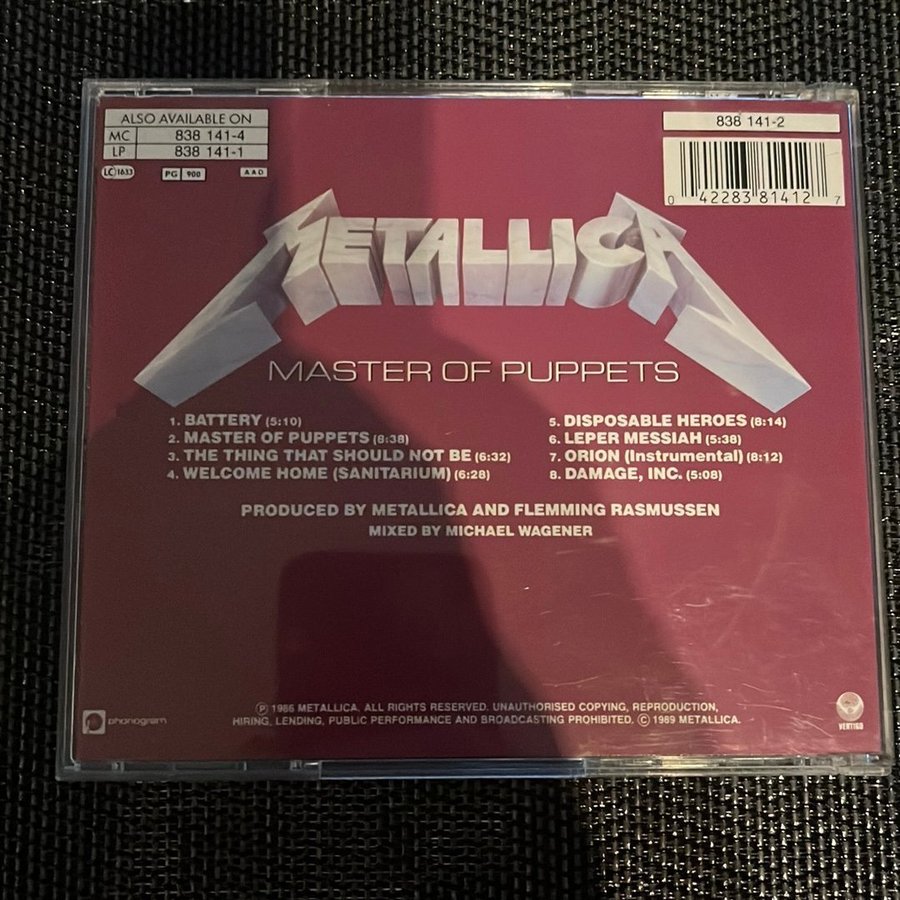 ALSO AVAILABLE ON
MC 838 141-4
LP 838 141-1
LC 1633 PG 900 AAD
838 141-2
0 42283 81412 7
METALLICA
MASTER OF PUPPETS
1. BATTERY (5:10)
2. MASTER OF PUPPETS (8:38)
3. THE THING THAT SHOULD NOT BE (6:32)
4. WELCOME HOME (SANITARIUM) (6:28)
5. DISPOSABLE HEROES (8:14)
6. LEPER MESSIAH (5:38)
7. ORION (Instrumental) (8:12)
8. DAMAGE, INC. (5:08)
PRODUCED BY METALLICA AND FLEMMING RASMUSSEN
MIXED BY MICHAEL WAGENER
℗ 1986 METALLICA. ALL RIGHTS RESERVED. UNAUTHORISED COPYING, REPRODUCTION,
HIRING, LENDING, PUBLIC PERFORMANCE AND BROADCASTING PROHIBITED. © 1989 METALLICA.
phonogram
VERTIGO